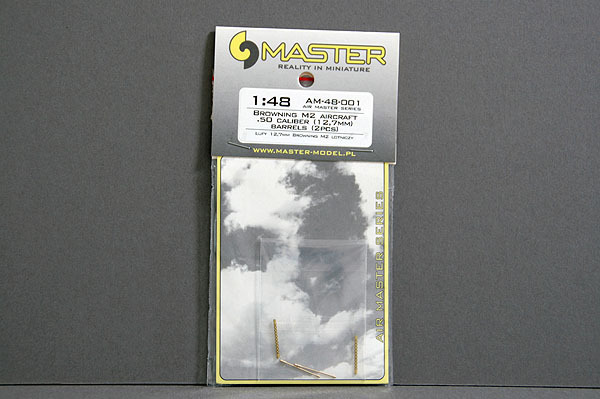 MASTER
REALITY IN MINIATURE
1:48 AM-48-001
AIR MASTER SERIES
BROWNING M2 AIRCRAFT
.50 CALIBER (12,7MM)
BARRELS (2PCS)
LUFY 12,7MM BROWNING M2 LOTNICZY
WWW.MASTER-MODEL.PL
AIR MASTER SERIES